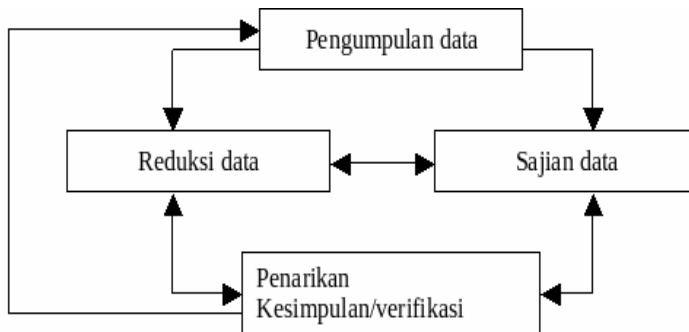 Pengumpulan data
Reduksi data
Sajian data
Penarikan
Kesimpulan/verifikasi